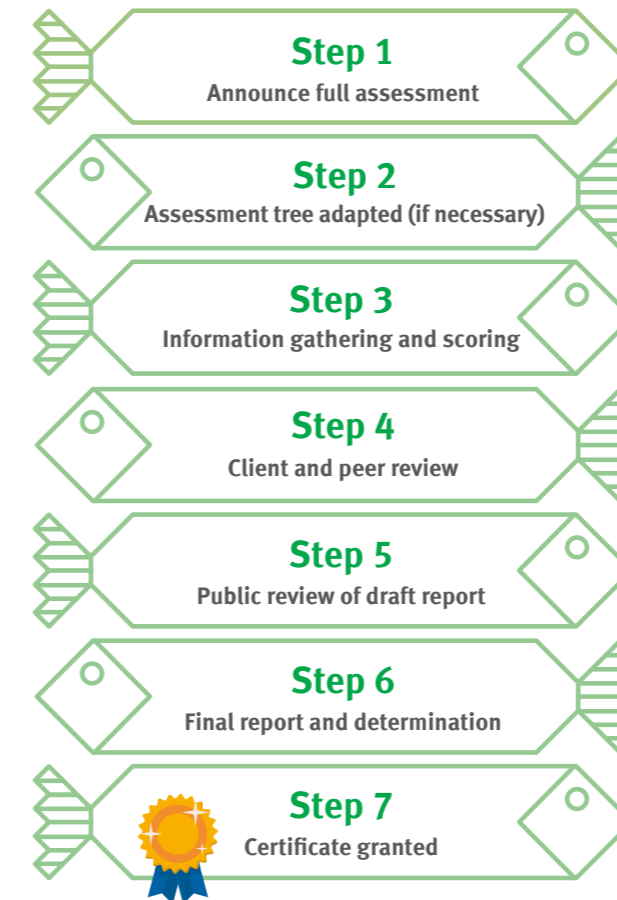 Step 1
Announce full assessment
Step 2
Assessment tree adapted (if necessary)
Step 3
Information gathering and scoring
Step 4
Client and peer review
Step 5
Public review of draft report
Step 6
Final report and determination
Step 7
Certificate granted